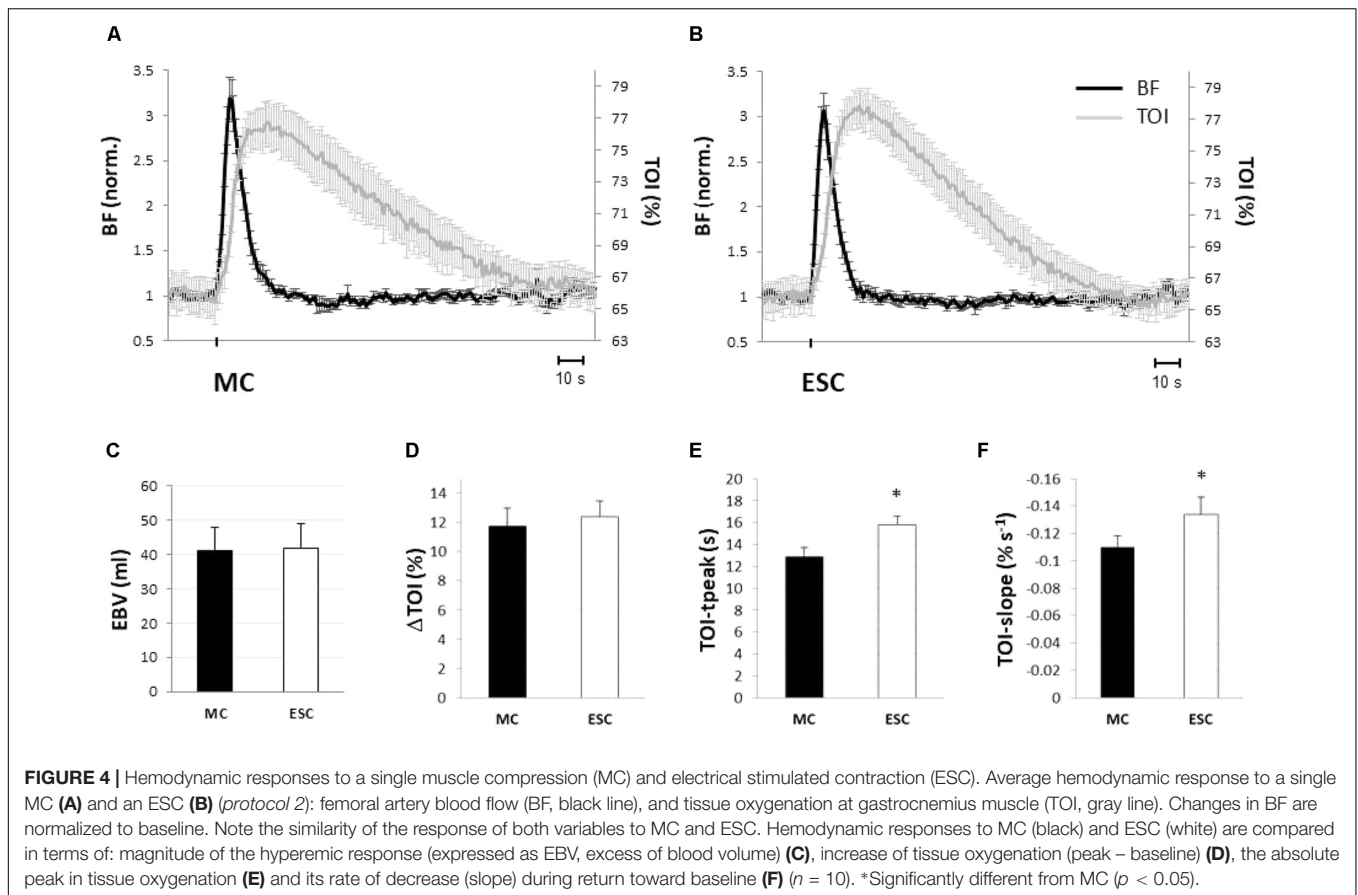 A
3.5
3
2.5
2
1.5
1
0.5
BF (norm.)
79
77
75
73
71
69
67
65
63
TOI (%)
MC
10 s
B
3.5
3
2.5
2
1.5
1
0.5
BF (norm.)
BF
TOI
79
77
75
73
71
69
67
65
63
TOI (%)
ESC
10 s
C
60
50
40
30
20
10
0
EBV (ml)
MC ESC
D
14
12
10
8
6
4
2
0
ΔTOI (%)
MC ESC
E
20
18
16
14
12
10
8
6
4
2
0
TOI-tpeak (s)
*
MC ESC
F
-0.16
-0.14
-0.12
-0.1
-0.08
-0.06
-0.04
-0.02
0
TOI-slope (% s⁻¹)
*
MC ESC
FIGURE 4 | Hemodynamic responses to a single muscle compression (MC) and electrical stimulated contraction (ESC). Average hemodynamic response to a single
MC (A) and an ESC (B) (protocol 2): femoral artery blood flow (BF, black line), and tissue oxygenation at gastrocnemius muscle (TOI, gray line). Changes in BF are
normalized to baseline. Note the similarity of the response of both variables to MC and ESC. Hemodynamic responses to MC (black) and ESC (white) are compared
in terms of: magnitude of the hyperemic response (expressed as EBV, excess of blood volume) (C), increase of tissue oxygenation (peak – baseline) (D), the absolute
peak in tissue oxygenation (E) and its rate of decrease (slope) during return toward baseline (F) (n = 10). *Significantly different from MC (p < 0.05).